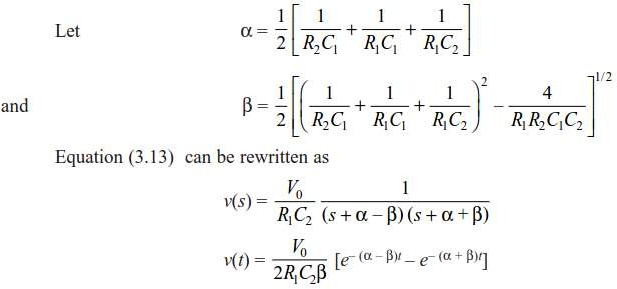 Let α = 1/2 [ 1/R₂C₁ + 1/R₁C₁ + 1/R₁C₂ ]
and β = 1/2 [ ( 1/R₂C₁ + 1/R₁C₁ + 1/R₁C₂ )² − 4/R₁R₂C₁C₂ ]^1/2
Equation (3.13) can be rewritten as
v(s) = V₀/R₁C₂ 1/(s + α − β) (s + α + β)
v(t) = V₀/2R₁C₂β [e^−(α − β)t − e^−(α + β)t]